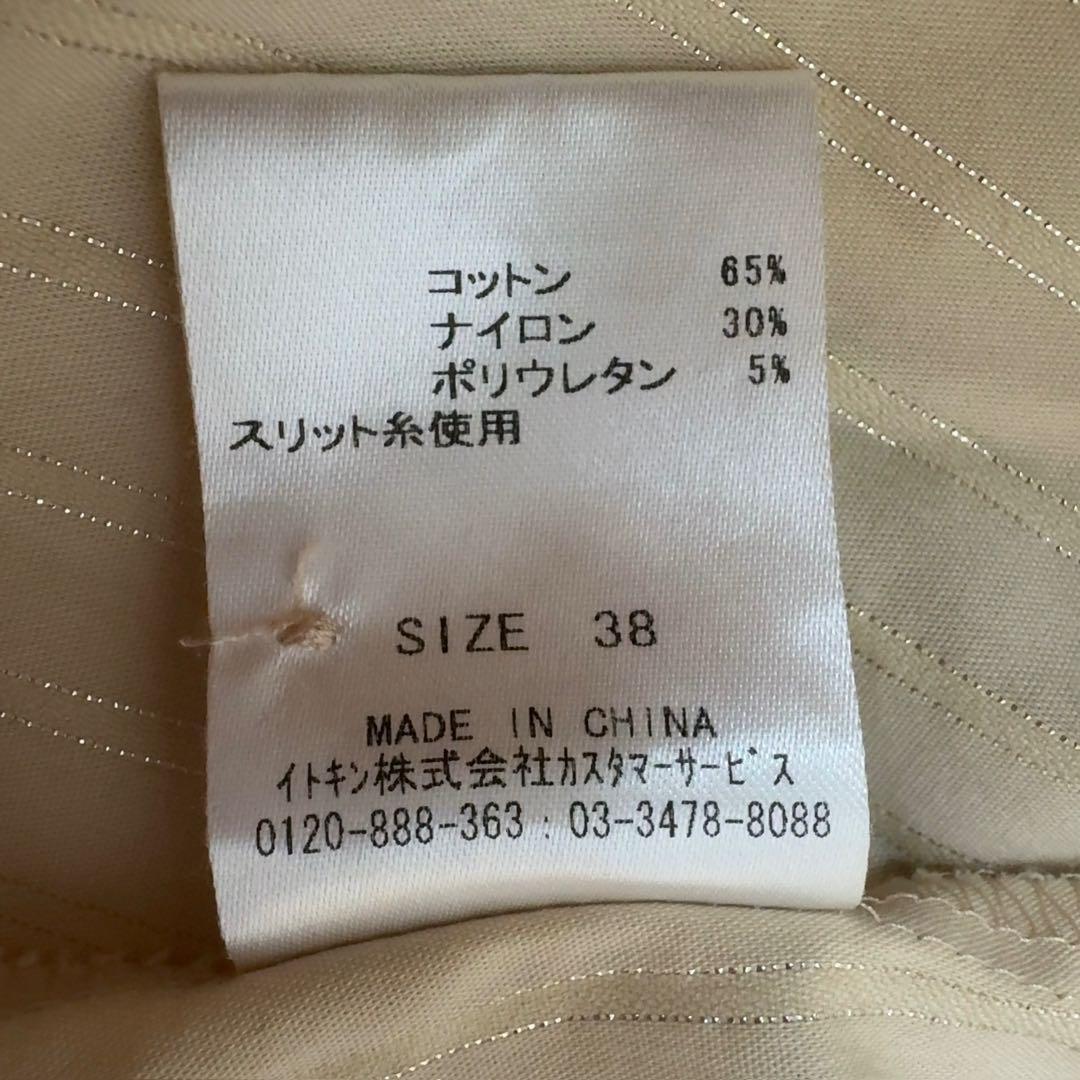 コットン 65%
ナイロン 30%
ポリウレタン 5%
スリット糸使用
SIZE 38
MADE IN CHINA
イトキン株式会社カスタマーサービス
0120-888-363 : 03-3478-8088